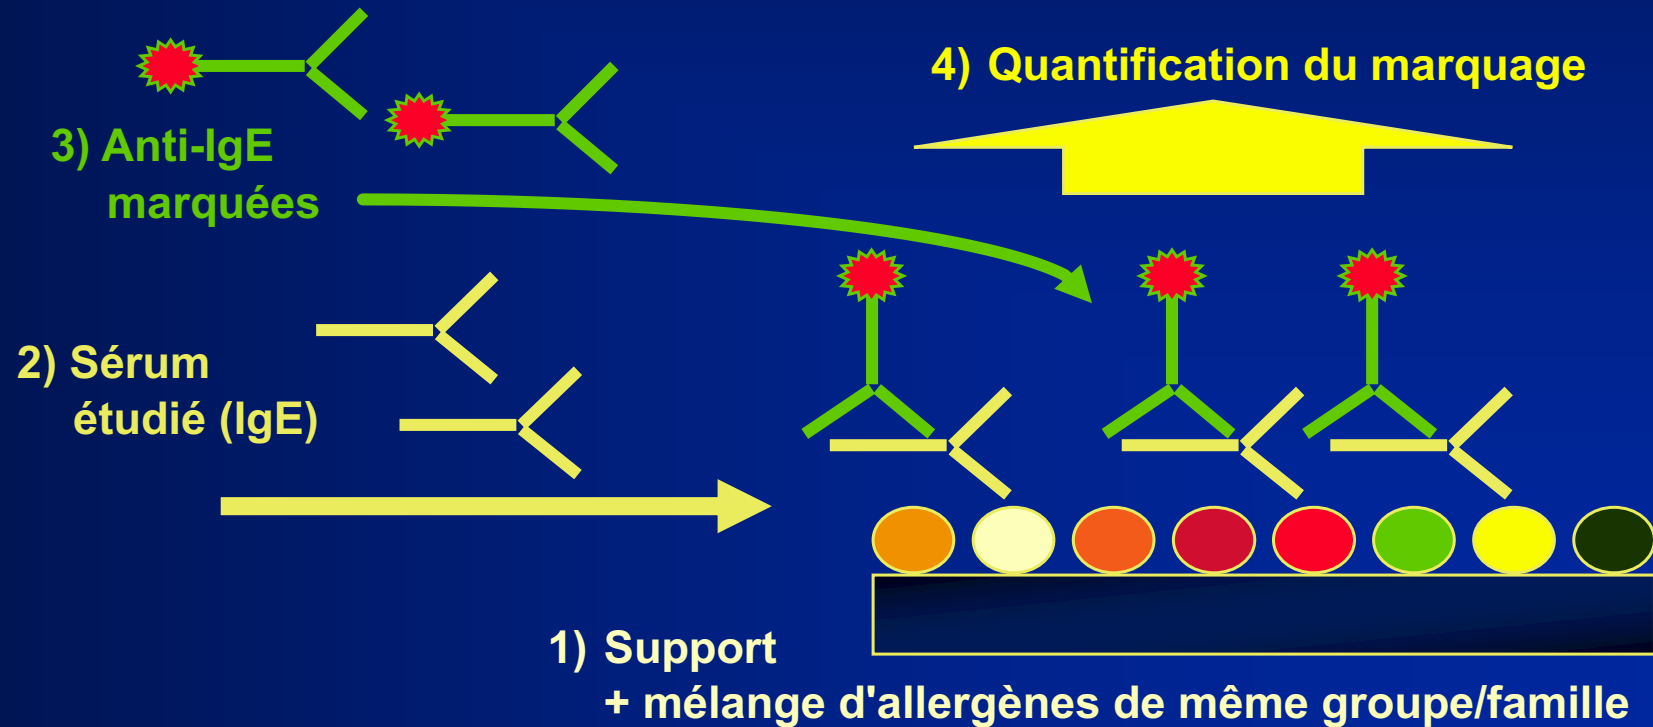 4) Quantification du marquage
3) Anti-IgE
marquées
2) Sérum
étudié (IgE)
1) Support
+ mélange d'allergènes de même groupe/famille